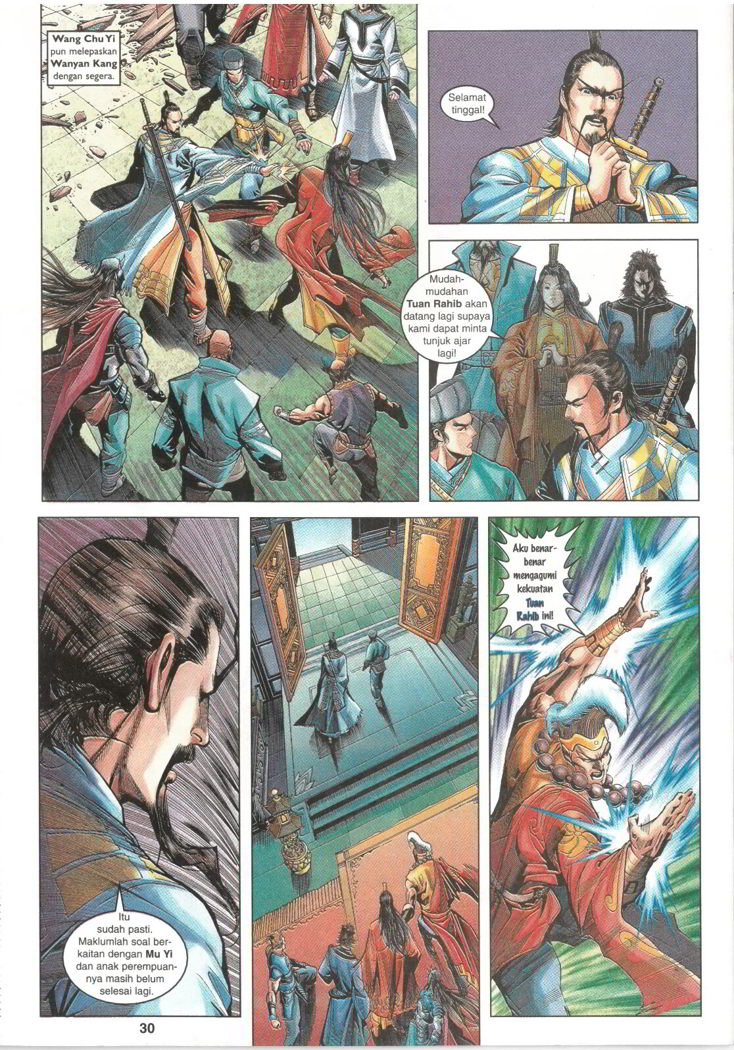 Wang Chu Yi
pun melepaskan
Wanyan Kang
dengan segera.
Selamat
tinggal!
Mudah-
mudahan
Tuan Rahib akan
datang lagi supaya
kami dapat minta
tunjuk ajar
lagi!
Itu
sudah pasti.
Maklumlah soal ber-
kaitan dengan Mu Yi
dan anak perempuan-
nya masih belum
selesai lagi.
Aku benar-
benar
mengagumi
kekuatan
Tuan
Rahib ini!
30